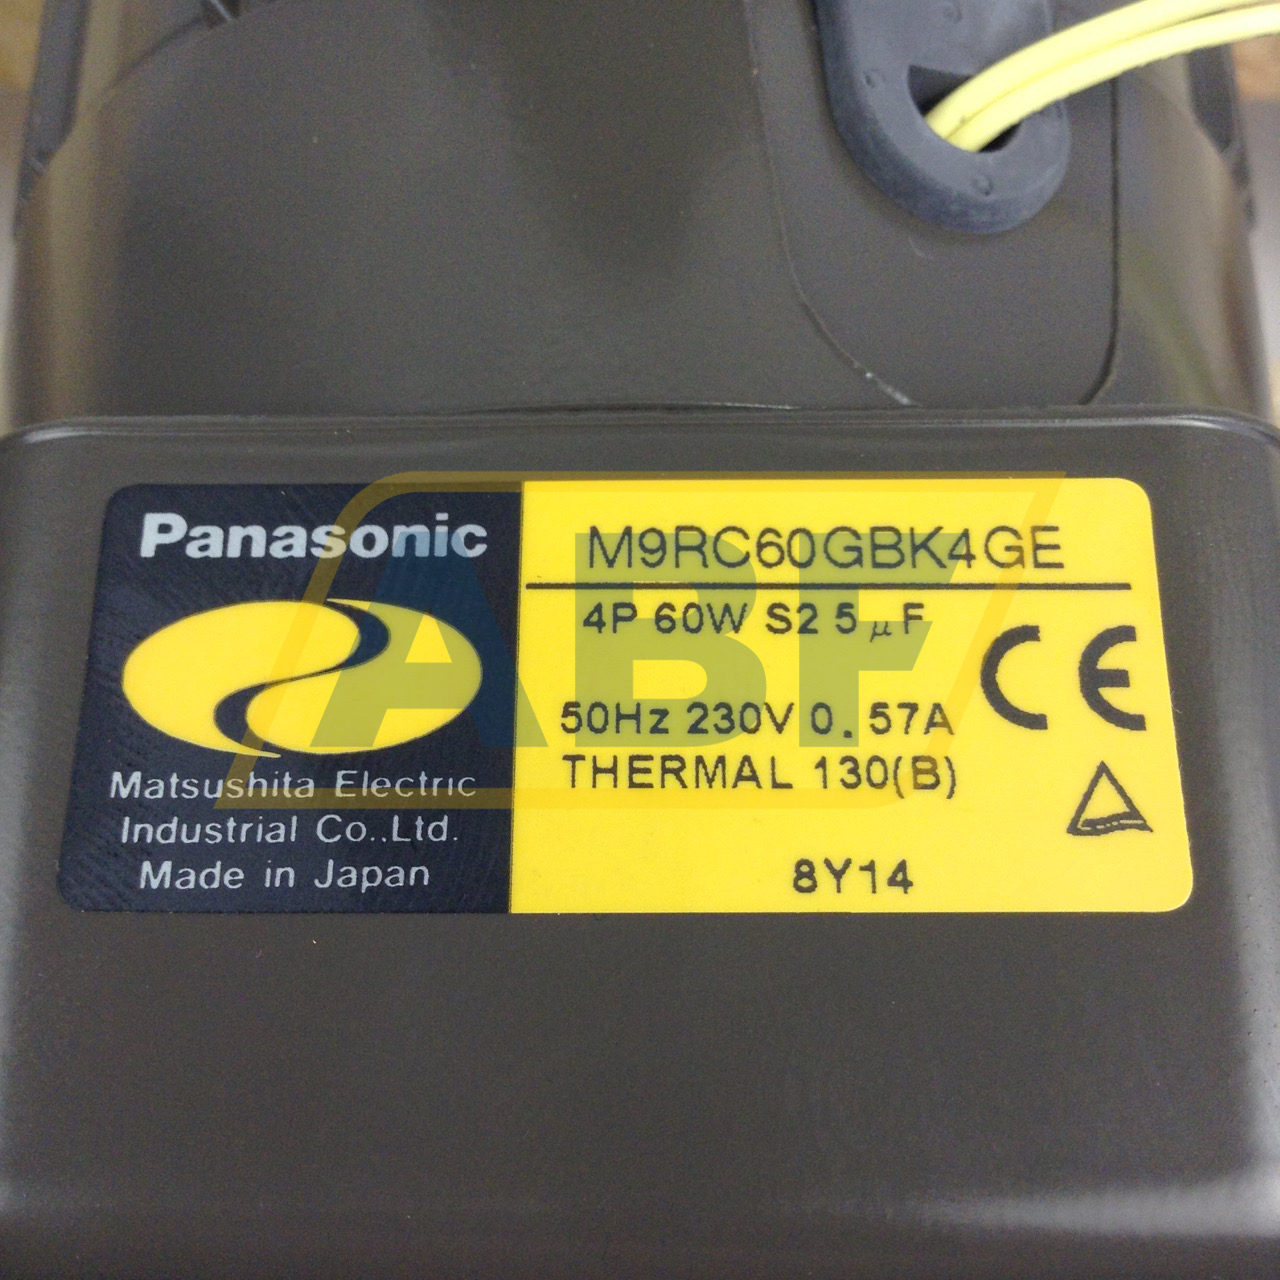 Panasonic
Matsushita Electric
Industrial Co.,Ltd.
Made in Japan
M9RC60GBK4GE
4P 60W S2 5μF
50Hz 230V 0.57A
THERMAL 130(B)
CE
8Y14
ABF